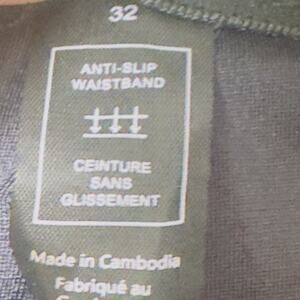 32
ANTI-SLIP
WAISTBAND
CEINTURE
SANS
GLISSEMENT
Made in Cambodia
Fabriqué au